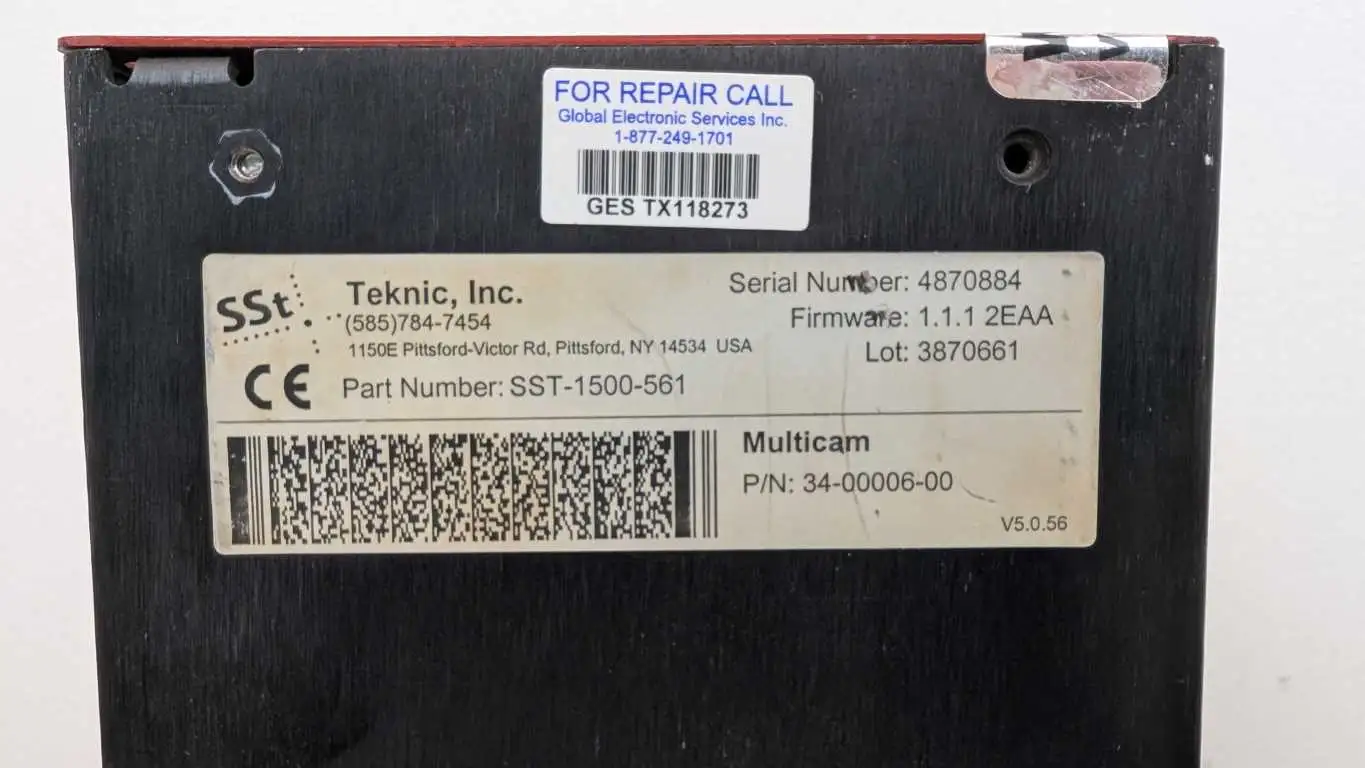 FOR REPAIR CALL
Global Electronic Services Inc.
1-877-249-1701
GES TX118273
SSt
Teknic, Inc.
(585)784-7454
1150E Pittsford-Victor Rd, Pittsford, NY 14534 USA
CE Part Number: SST-1500-561
Serial Number: 4870884
Firmware: 1.1.1 2EAA
Lot: 3870661
Multicam
P/N: 34-00006-00
V5.0.56